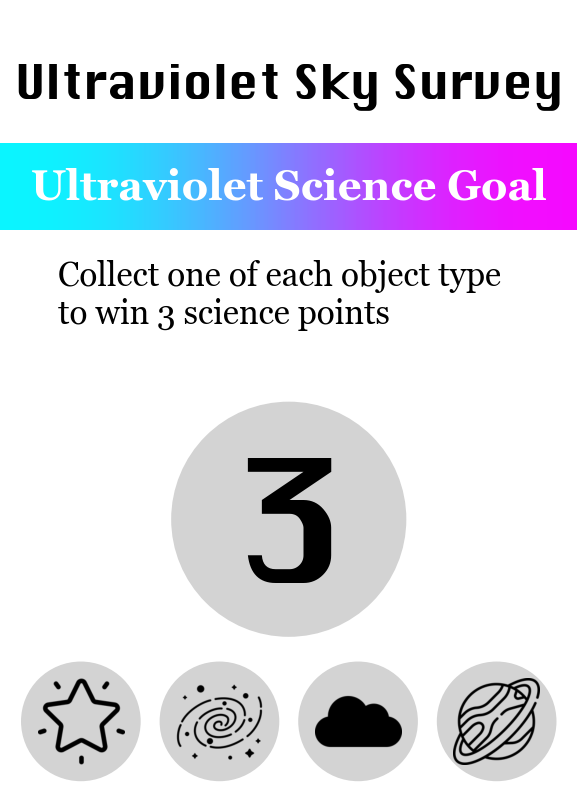 Ultraviolet Sky Survey
Ultraviolet Science Goal
Collect one of each object type
to win 3 science points
3